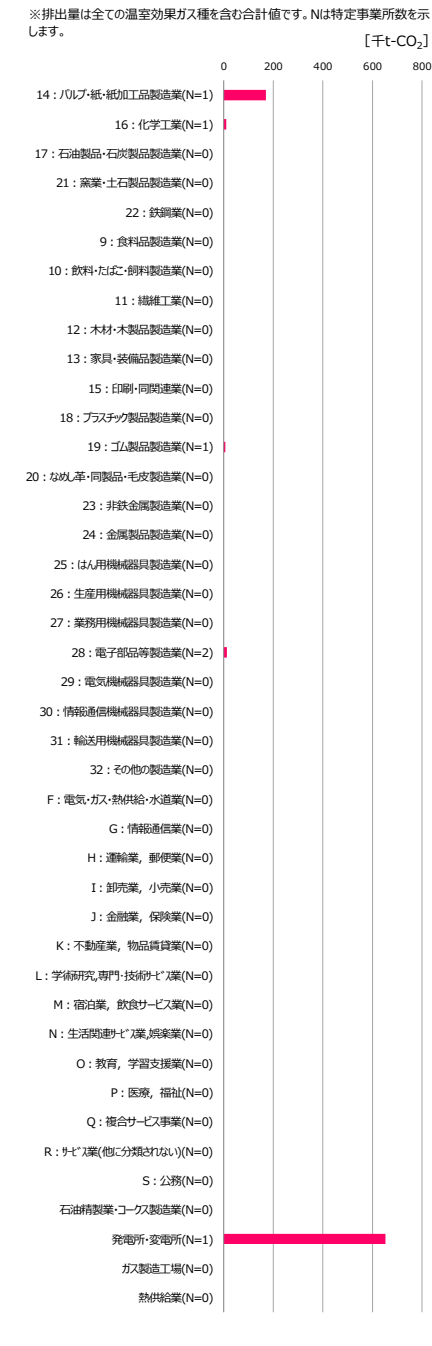 ※排出量は全ての温室効果ガス種を含む合計値です。Nは特定事業所数を示
します。
[千t-CO2]
0 200 400 600 800
14：パルプ・紙・紙加工品製造業(N=1)
16：化学工業(N=1)
17：石油製品・石炭製品製造業(N=0)
21：窯業・土石製品製造業(N=0)
22：鉄鋼業(N=0)
9：食料品製造業(N=0)
10：飲料・たばこ・飼料製造業(N=0)
11：繊維工業(N=0)
12：木材・木製品製造業(N=0)
13：家具・装備品製造業(N=0)
15：印刷・同関連業(N=0)
18：プラスチック製品製造業(N=0)
19：ゴム製品製造業(N=1)
20：なめし革・同製品・毛皮製造業(N=0)
23：非鉄金属製造業(N=0)
24：金属製品製造業(N=0)
25：はん用機械器具製造業(N=0)
26：生産用機械器具製造業(N=0)
27：業務用機械器具製造業(N=0)
28：電子部品等製造業(N=2)
29：電気機械器具製造業(N=0)
30：情報通信機械器具製造業(N=0)
31：輸送用機械器具製造業(N=0)
32：その他の製造業(N=0)
F：電気・ガス・熱供給・水道業(N=0)
G：情報通信業(N=0)
H：運輸業，郵便業(N=0)
I：卸売業，小売業(N=0)
J：金融業，保険業(N=0)
K：不動産業，物品賃貸業(N=0)
L：学術研究,専門・技術ｻｰﾋﾞｽ業(N=0)
M：宿泊業，飲食サービス業(N=0)
N：生活関連ｻｰﾋﾞｽ業,娯楽業(N=0)
O：教育，学習支援業(N=0)
P：医療，福祉(N=0)
Q：複合サービス事業(N=0)
R：ｻｰﾋﾞｽ業(他に分類されない)(N=0)
S：公務(N=0)
石油精製業・コークス製造業(N=0)
発電所・変電所(N=1)
ガス製造工場(N=0)
熱供給業(N=0)